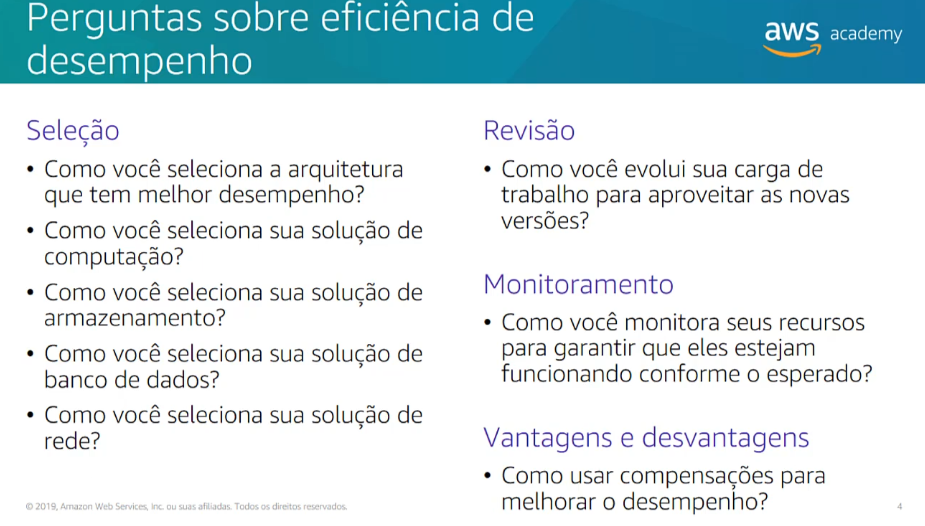 Perguntas sobre eficiência de
desempenho
aws academy
Seleção
• Como você seleciona a arquitetura
que tem melhor desempenho?
• Como você seleciona sua solução de
computação?
• Como você seleciona sua solução de
armazenamento?
• Como você seleciona sua solução de
banco de dados?
• Como você seleciona sua solução de
rede?
Revisão
• Como você evolui sua carga de
trabalho para aproveitar as novas
versões?
Monitoramento
• Como você monitora seus recursos
para garantir que eles estejam
funcionando conforme o esperado?
Vantagens e desvantagens
• Como usar compensações para
melhorar o desempenho?
© 2019, Amazon Web Services, Inc. ou suas afiliadas. Todos os direitos reservados.
4